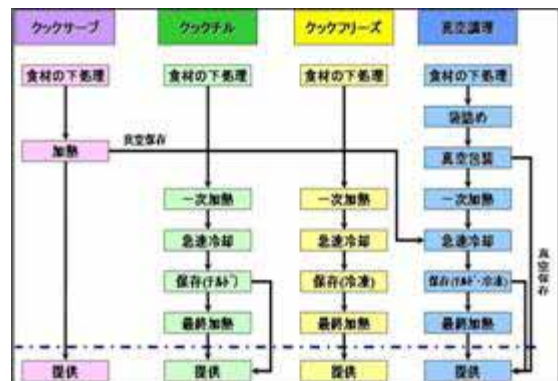 クックサーブ
食材の下処理
加熱
提供
真空保存
クックチル
食材の下処理
一次加熱
急速冷却
保存(ﾁﾙﾄﾞ)
最終加熱
提供
クックフリーズ
食材の下処理
一次加熱
急速冷却
保存(冷凍)
最終加熱
提供
真空調理
食材の下処理
袋詰め
真空包装
一次加熱
急速冷却
保存(ﾁﾙﾄﾞ・冷凍)
最終加熱
提供
真空保存